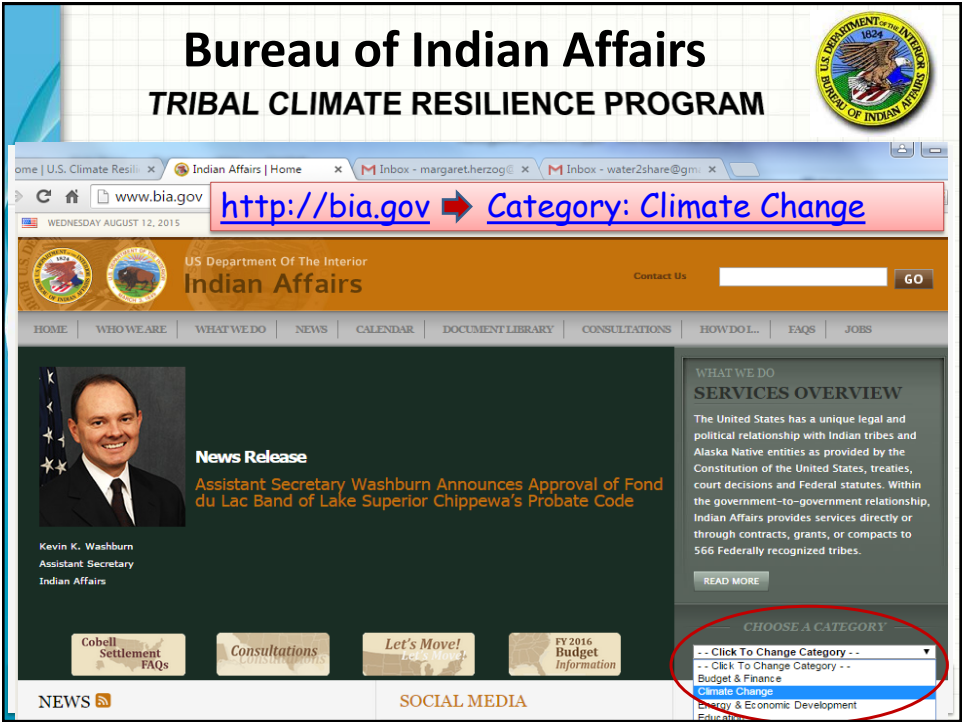 Bureau of Indian Affairs
TRIBAL CLIMATE RESILIENCE PROGRAM
U.S. DEPARTMENT OF THE INTERIOR
1824
BUREAU OF INDIAN AFFAIRS
ome | U.S. Climate Resili
Indian Affairs | Home
Inbox - margaret.herzog@
Inbox - water2share@gm
www.bia.gov
http://bia.gov Category: Climate Change
WEDNESDAY AUGUST 12, 2015
US Department Of The Interior
Indian Affairs
Contact Us
GO
HOME
WHO WE ARE
WHAT WE DO
NEWS
CALENDAR
DOCUMENT LIBRARY
CONSULTATIONS
HOW DO I...
FAQS
JOBS
News Release
Assistant Secretary Washburn Announces Approval of Fond
du Lac Band of Lake Superior Chippewa's Probate Code
Kevin K. Washburn
Assistant Secretary
Indian Affairs
WHAT WE DO
SERVICES OVERVIEW
The United States has a unique legal and
political relationship with Indian tribes and
Alaska Native entities as provided by the
Constitution of the United States, treaties,
court decisions and Federal statutes. Within
the government-to-government relationship,
Indian Affairs provides services directly or
through contracts, grants, or compacts to
566 Federally recognized tribes.
READ MORE
Cobell
Settlement
FAQs
Consultations
Let's Move!
FY 2016
Budget
Information
CHOOSE A CATEGORY
- - Click To Change Category - -
- - Click To Change Category - -
Budget & Finance
Climate Change
Energy & Economic Development
Education
NEWS
SOCIAL MEDIA